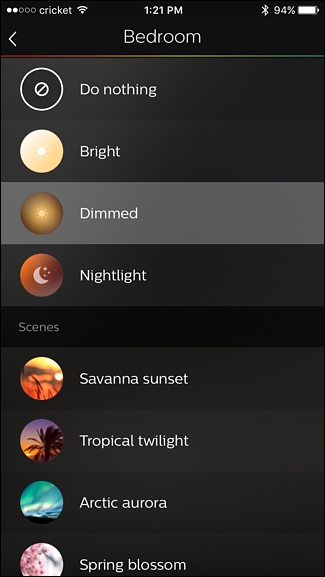 cricket 1:21 PM 94%
Bedroom
Do nothing
Bright
Dimmed
Nightlight
Scenes
Savanna sunset
Tropical twilight
Arctic aurora
Spring blossom